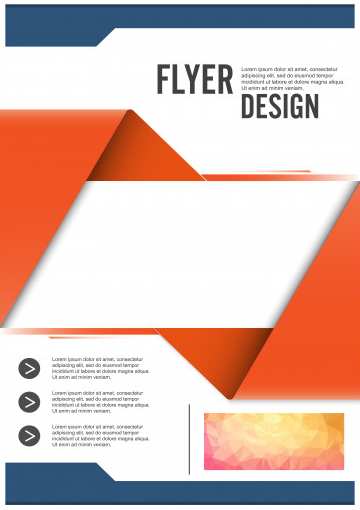 FLYER
Lorem ipsum dolor sit amet, consectetur
adipiscing elit. Etiam nec tempor
incididunt ut labore et dolore magna aliqua.
Ut enim ad minim veniam,
DESIGN
Lorem ipsum dolor sit amet, consectetur
adipiscing elit, sed do eiusmod tempor
incididunt ut labore et dolore magna aliqua.
Ut enim ad minim veniam,
Lorem ipsum dolor sit amet, consectetur
adipiscing elit, sed do eiusmod tempor
incididunt ut labore et dolore magna aliqua.
Ut enim ad minim veniam,
Lorem ipsum dolor sit amet, consectetur
adipiscing elit, sed do eiusmod tempor
incididunt ut labore et dolore magna aliqua.
Ut enim ad minim veniam,